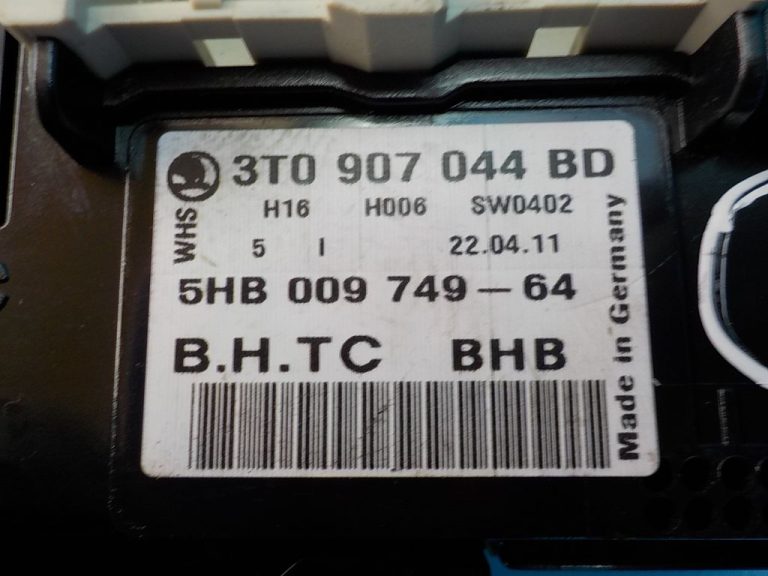 3T0 907 044 BD
H16 H006 SW0402
WHS
5 I 22.04.11
5HB 009 749-64
B.H.TC BHB
Made in Germany